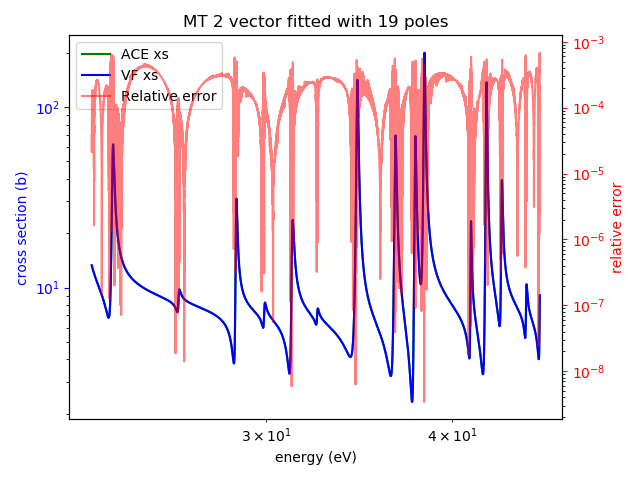 MT 2 vector fitted with 19 poles
ACE xs
VF xs
Relative error
cross section (b)
10²
10¹
10⁻³
10⁻⁴
10⁻⁵
10⁻⁶
10⁻⁷
10⁻⁸
relative error
3 × 10¹
4 × 10¹
energy (eV)